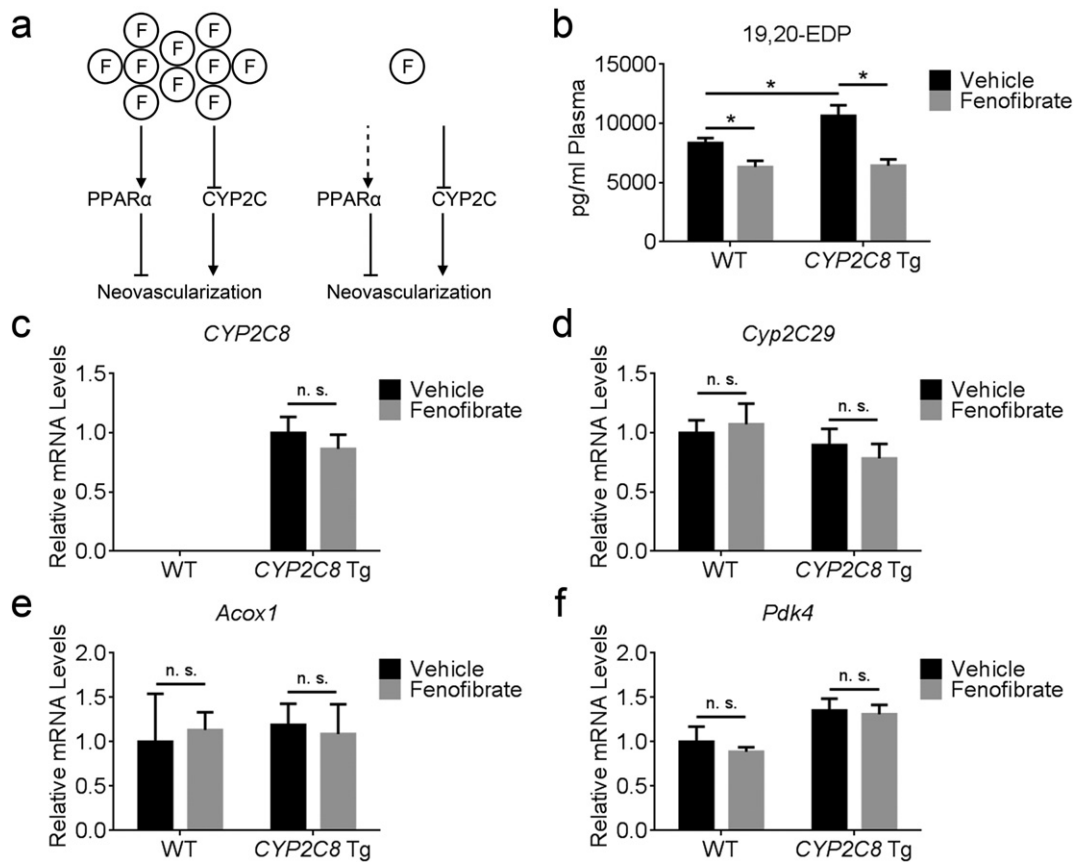 a
F F
F
F F F F
F
F F
F
PPARα CYP2C
Neovascularization
PPARα CYP2C
Neovascularization
b
19,20-EDP
pg/ml Plasma
15000
10000
5000
0
* * *
Vehicle
Fenofibrate
WT CYP2C8 Tg
c
CYP2C8
Relative mRNA Levels
1.5
1.0
0.5
0.0
n. s.
Vehicle
Fenofibrate
WT CYP2C8 Tg
d
Cyp2C29
Relative mRNA Levels
1.5
1.0
0.5
0.0
n. s. n. s.
Vehicle
Fenofibrate
WT CYP2C8 Tg
e
Acox1
Relative mRNA Levels
2.0
1.5
1.0
0.5
0.0
n. s. n. s.
Vehicle
Fenofibrate
WT CYP2C8 Tg
f
Pdk4
Relative mRNA Levels
2.0
1.5
1.0
0.5
0.0
n. s. n. s.
Vehicle
Fenofibrate
WT CYP2C8 Tg